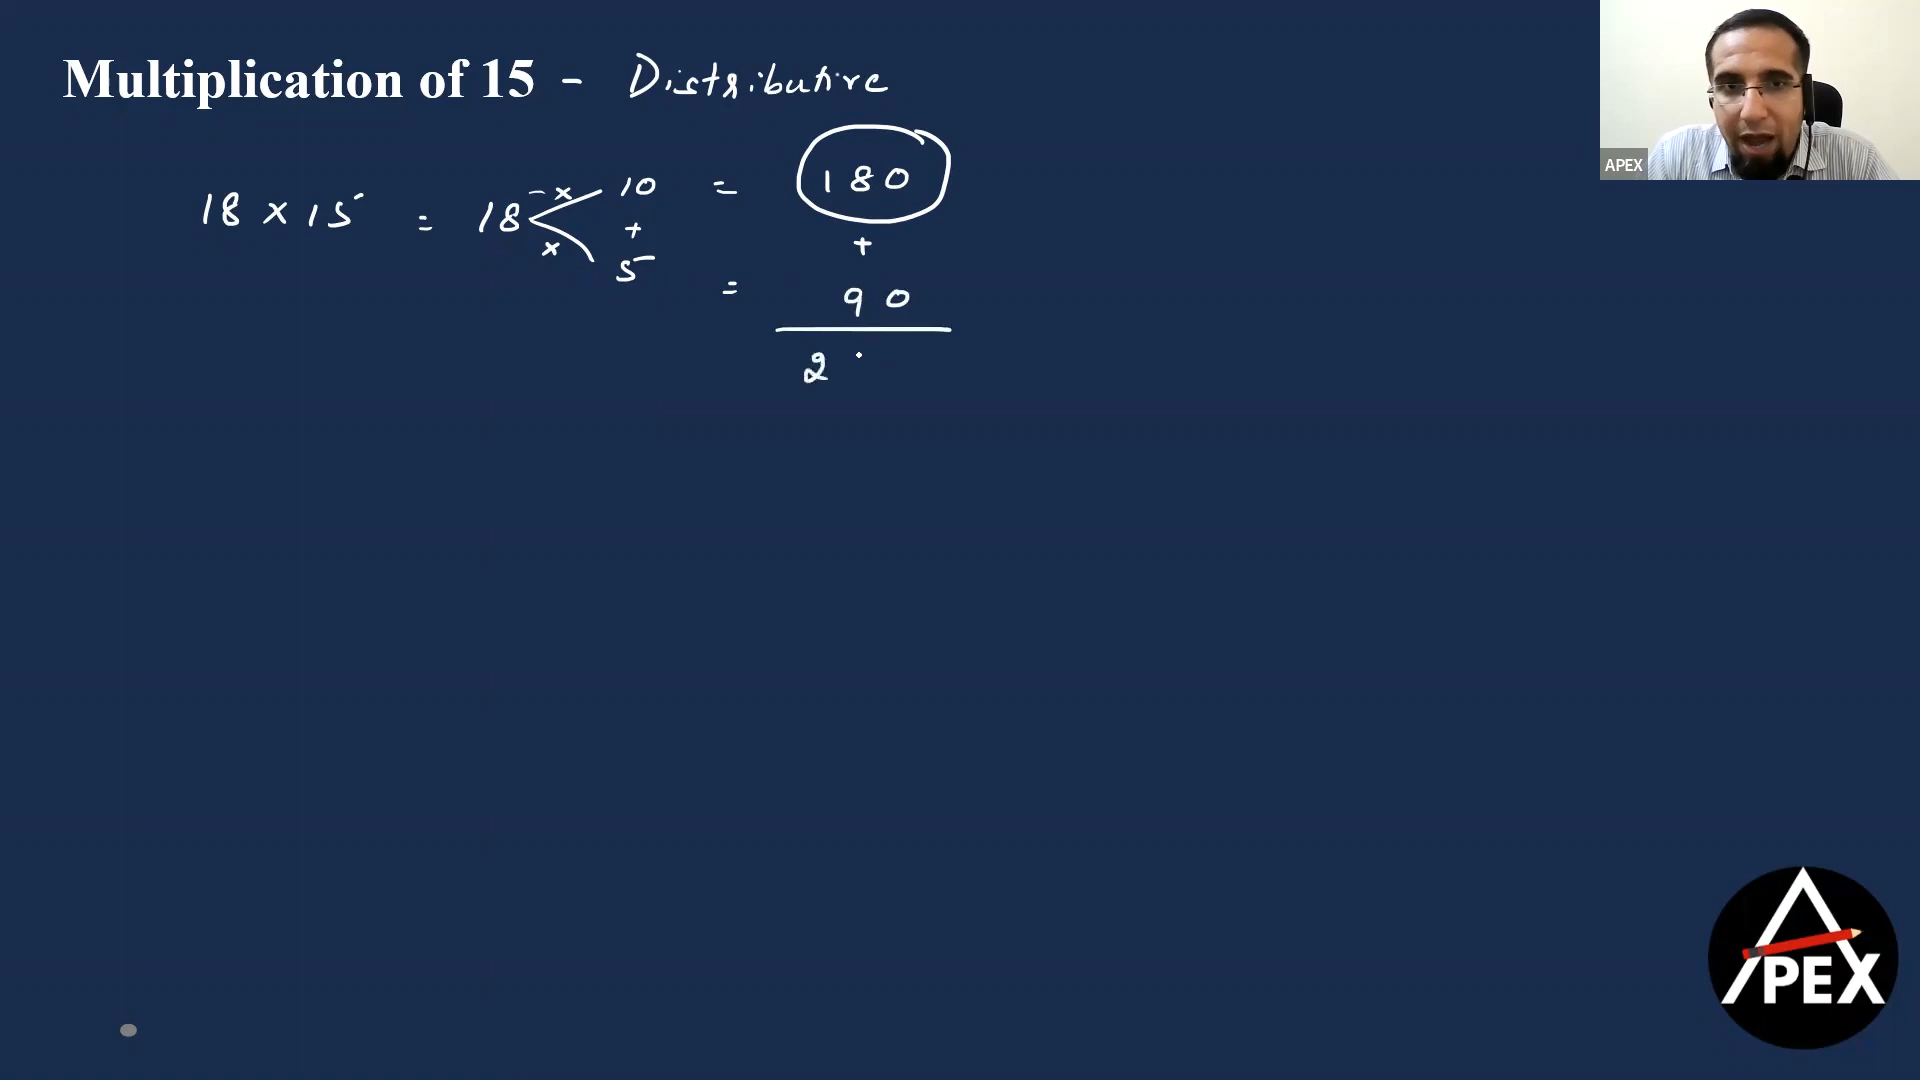 Multiplication of 15 - Distributive
APEX
18 × 15 = 18 × 10 = 180
+ +
× 5 = 90
2
APEX